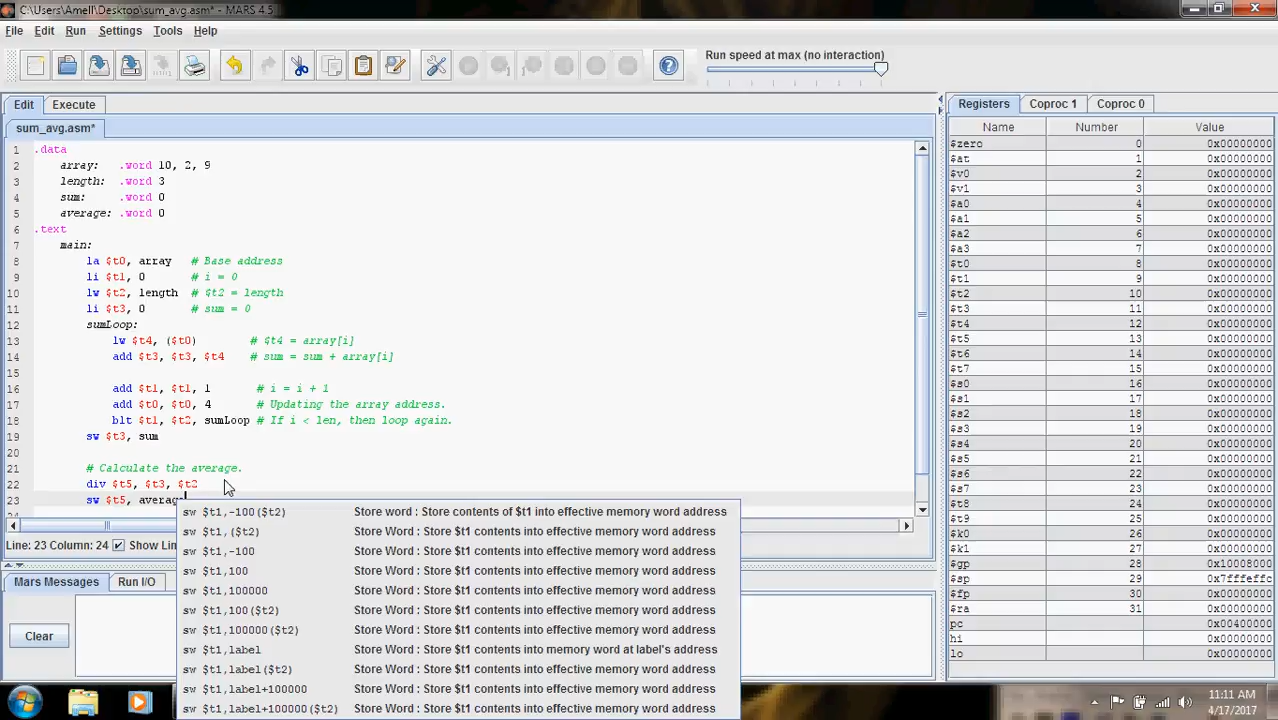 C:\Users\Amell\Desktop\sum_avg.asm* - MARS 4.5
File Edit Run Settings Tools Help
Run speed at max (no interaction)
Edit Execute
sum_avg.asm*
1 .data
2 array: .word 10, 2, 9
3 length: .word 3
4 sum: .word 0
5 average: .word 0
6 .text
7 main:
8 la $t0, array # Base address
9 li $t1, 0 # i = 0
10 lw $t2, length # $t2 = length
11 li $t3, 0 # sum = 0
12 sumLoop:
13 lw $t4, ($t0) # $t4 = array[i]
14 add $t3, $t3, $t4 # sum = sum + array[i]
15
16 add $t1, $t1, 1 # i = i + 1
17 add $t0, $t0, 4 # Updating the array address.
18 blt $t1, $t2, sumLoop # If i < len, then loop again.
19 sw $t3, sum
20
21 # Calculate the average.
22 div $t5, $t3, $t2
23 sw $t5, average
sw $t1,-100($t2) Store word : Store contents of $t1 into effective memory word address
sw $t1,($t2) Store Word : Store $t1 contents into effective memory word address
sw $t1,-100 Store Word : Store $t1 contents into effective memory word address
sw $t1,100 Store Word : Store $t1 contents into effective memory word address
sw $t1,100000 Store Word : Store $t1 contents into effective memory word address
sw $t1,100($t2) Store Word : Store $t1 contents into effective memory word address
sw $t1,100000($t2) Store Word : Store $t1 contents into effective memory word address
sw $t1,label Store Word : Store $t1 contents into memory word at label's address
sw $t1,label($t2) Store Word : Store $t1 contents into effective memory word address
sw $t1,label+100000 Store Word : Store $t1 contents into effective memory word address
sw $t1,label+100000($t2) Store Word : Store $t1 contents into effective memory word address
Line: 23 Column: 24 Show Lin
Mars Messages Run I/O
Clear
Registers Coproc 1 Coproc 0
Name Number Value
$zero 0 0x00000000
$at 1 0x00000000
$v0 2 0x00000000
$v1 3 0x00000000
$a0 4 0x00000000
$a1 5 0x00000000
$a2 6 0x00000000
$a3 7 0x00000000
$t0 8 0x00000000
$t1 9 0x00000000
$t2 10 0x00000000
$t3 11 0x00000000
$t4 12 0x00000000
$t5 13 0x00000000
$t6 14 0x00000000
$t7 15 0x00000000
$s0 16 0x00000000
$s1 17 0x00000000
$s2 18 0x00000000
$s3 19 0x00000000
$s4 20 0x00000000
$s5 21 0x00000000
$s6 22 0x00000000
$s7 23 0x00000000
$t8 24 0x00000000
$t9 25 0x00000000
$k0 26 0x00000000
$k1 27 0x00000000
$gp 28 0x10008000
$sp 29 0x7fffeffc
$fp 30 0x00000000
$ra 31 0x00000000
pc 0x00400000
hi 0x00000000
lo 0x00000000
11:11 AM
4/17/2017